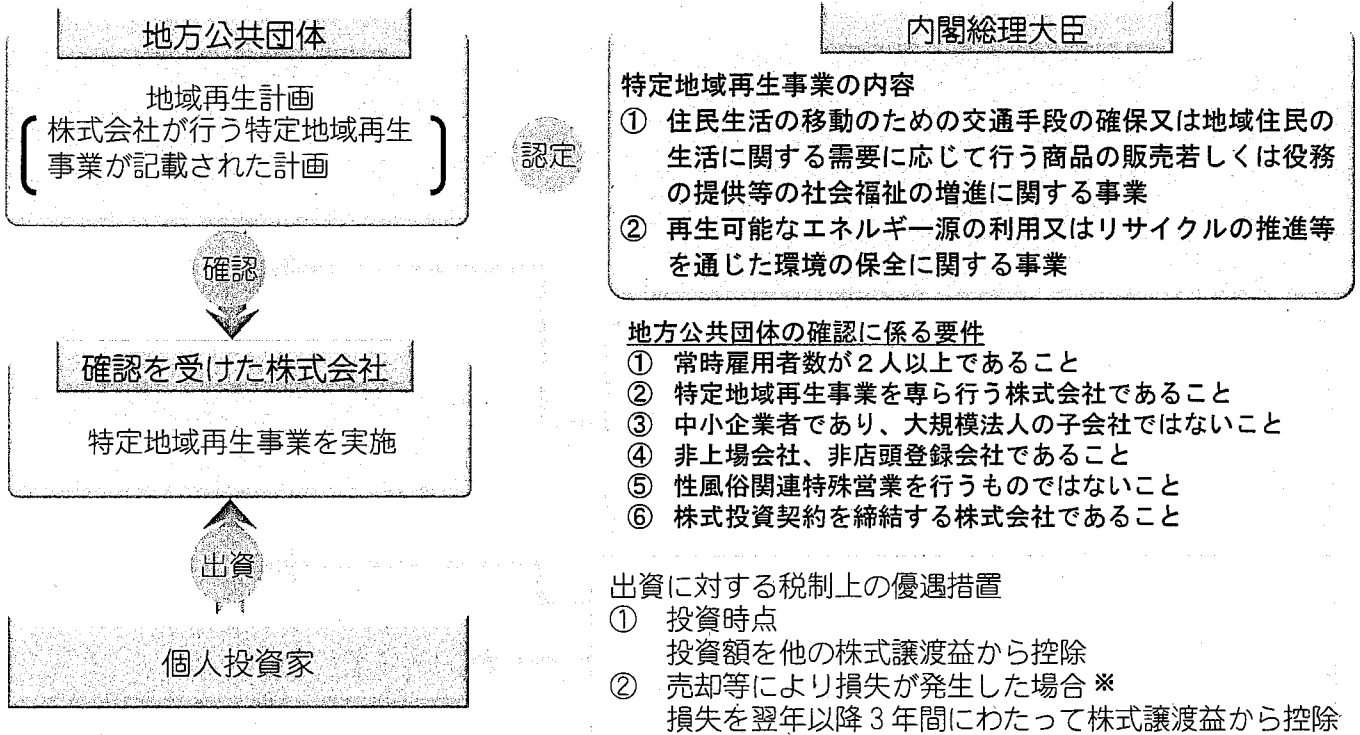 地方公共団体
地域再生計画
株式会社が行う特定地域再生
事業が記載された計画
認定
内閣総理大臣
特定地域再生事業の内容
① 住民生活の移動のための交通手段の確保又は地域住民の
生活に関する需要に応じて行う商品の販売若しくは役務
の提供等の社会福祉の増進に関する事業
② 再生可能なエネルギー源の利用又はリサイクルの推進等
を通じた環境の保全に関する事業
確認
確認を受けた株式会社
特定地域再生事業を実施
地方公共団体の確認に係る要件
① 常時雇用者数が2人以上であること
② 特定地域再生事業を専ら行う株式会社であること
③ 中小企業者であり、大規模法人の子会社ではないこと
④ 非上場会社、非店頭登録会社であること
⑤ 性風俗関連特殊営業を行うものではないこと
⑥ 株式投資契約を締結する株式会社であること
出資
個人投資家
出資に対する税制上の優遇措置
① 投資時点
投資額を他の株式譲渡益から控除
② 売却等により損失が発生した場合※
損失を翌年以降3年間にわたって株式譲渡益から控除